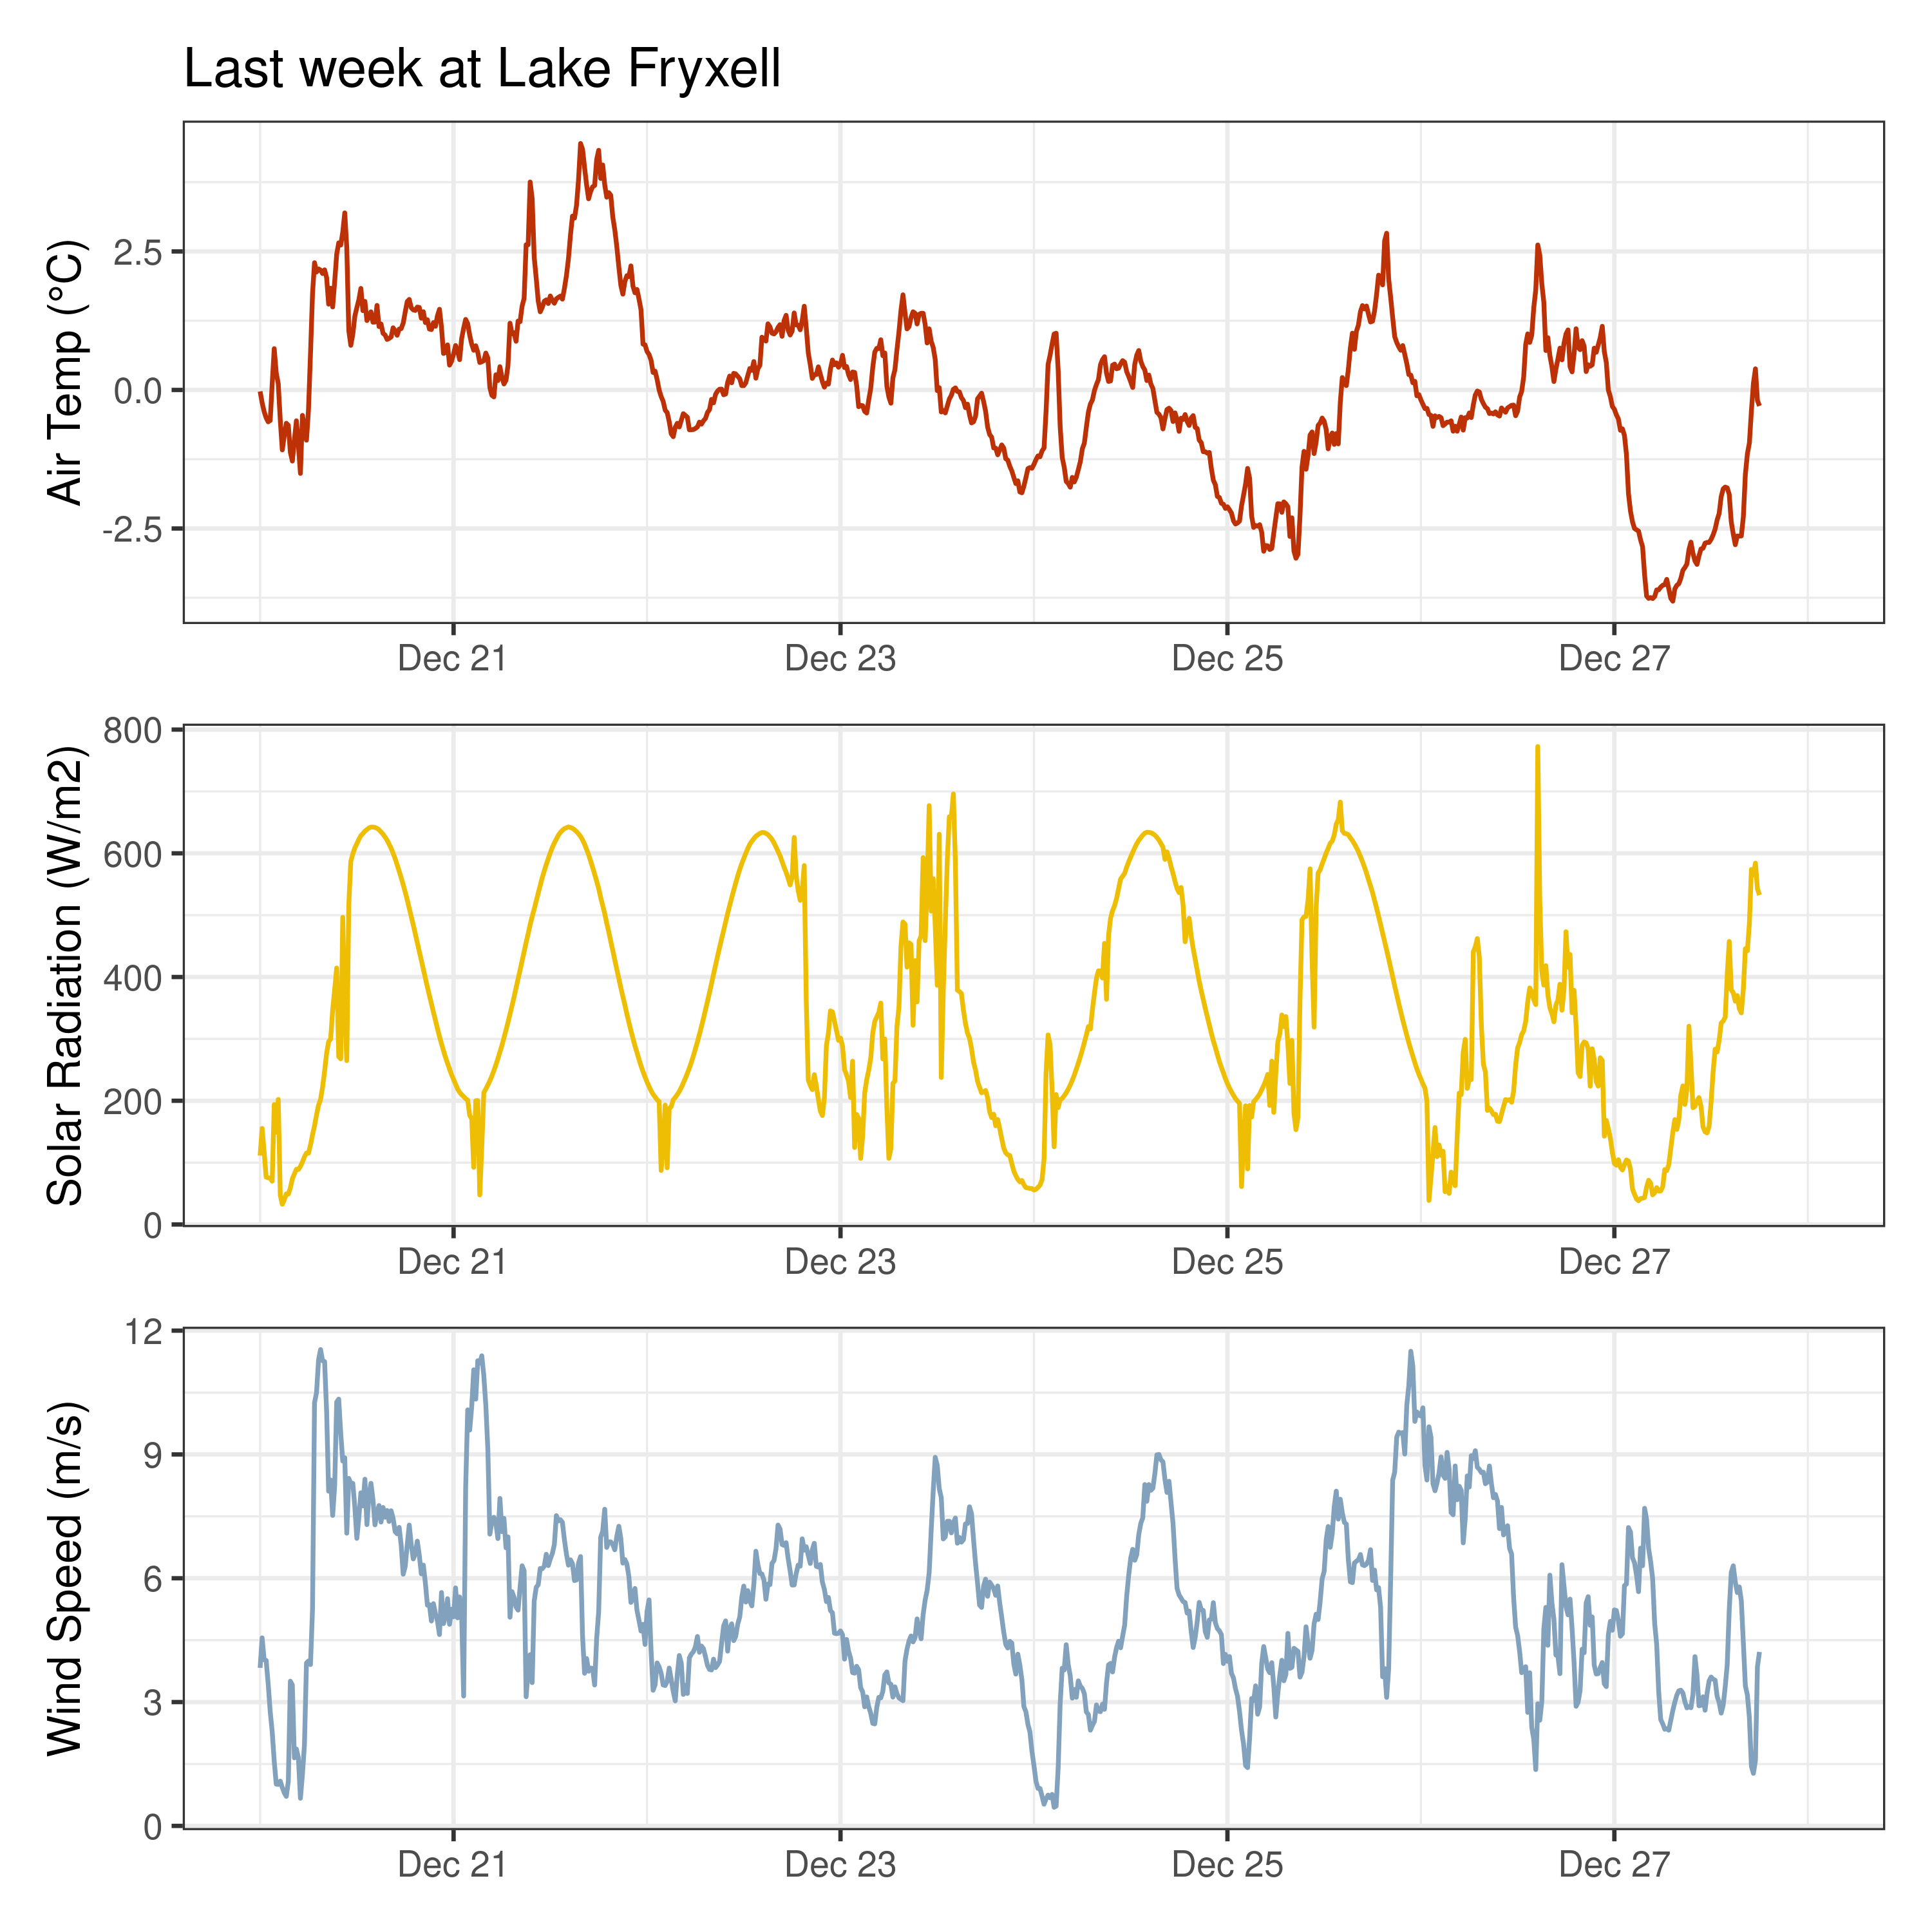 Last week at Lake Fryxell
Air Temp (°C)
2.5
0.0
-2.5
Dec 21 Dec 23 Dec 25 Dec 27
Solar Radiation (W/m2)
800
600
400
200
0
Dec 21 Dec 23 Dec 25 Dec 27
Wind Speed (m/s)
12
9
6
3
0
Dec 21 Dec 23 Dec 25 Dec 27